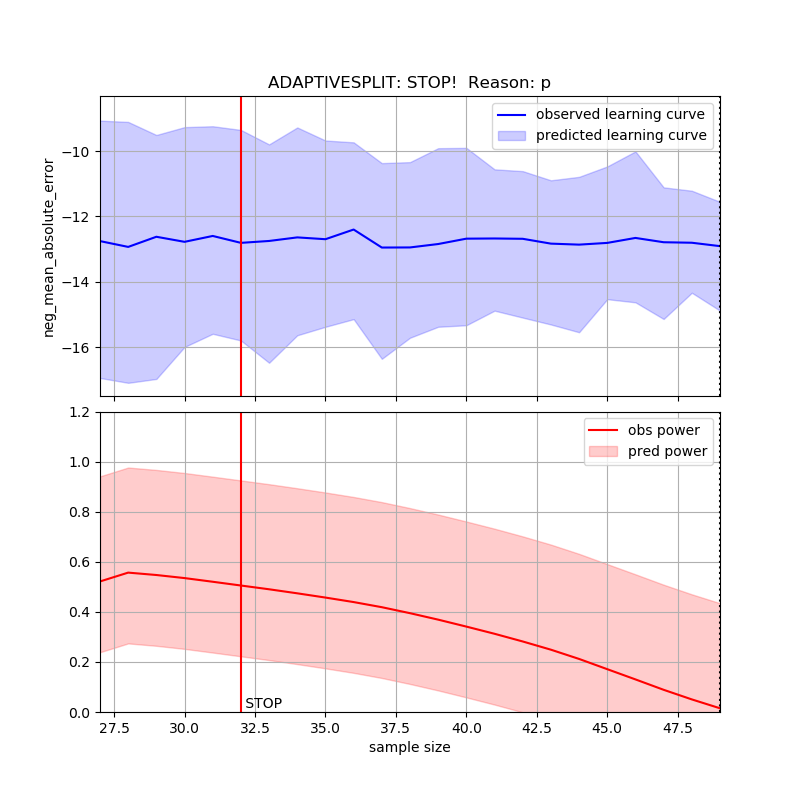 ADAPTIVESPLIT: STOP!  Reason: p
observed learning curve
predicted learning curve
neg_mean_absolute_error
−10
−12
−14
−16
obs power
pred power
1.2
1.0
0.8
0.6
0.4
0.2
0.0
STOP
27.5 30.0 32.5 35.0 37.5 40.0 42.5 45.0 47.5
sample size